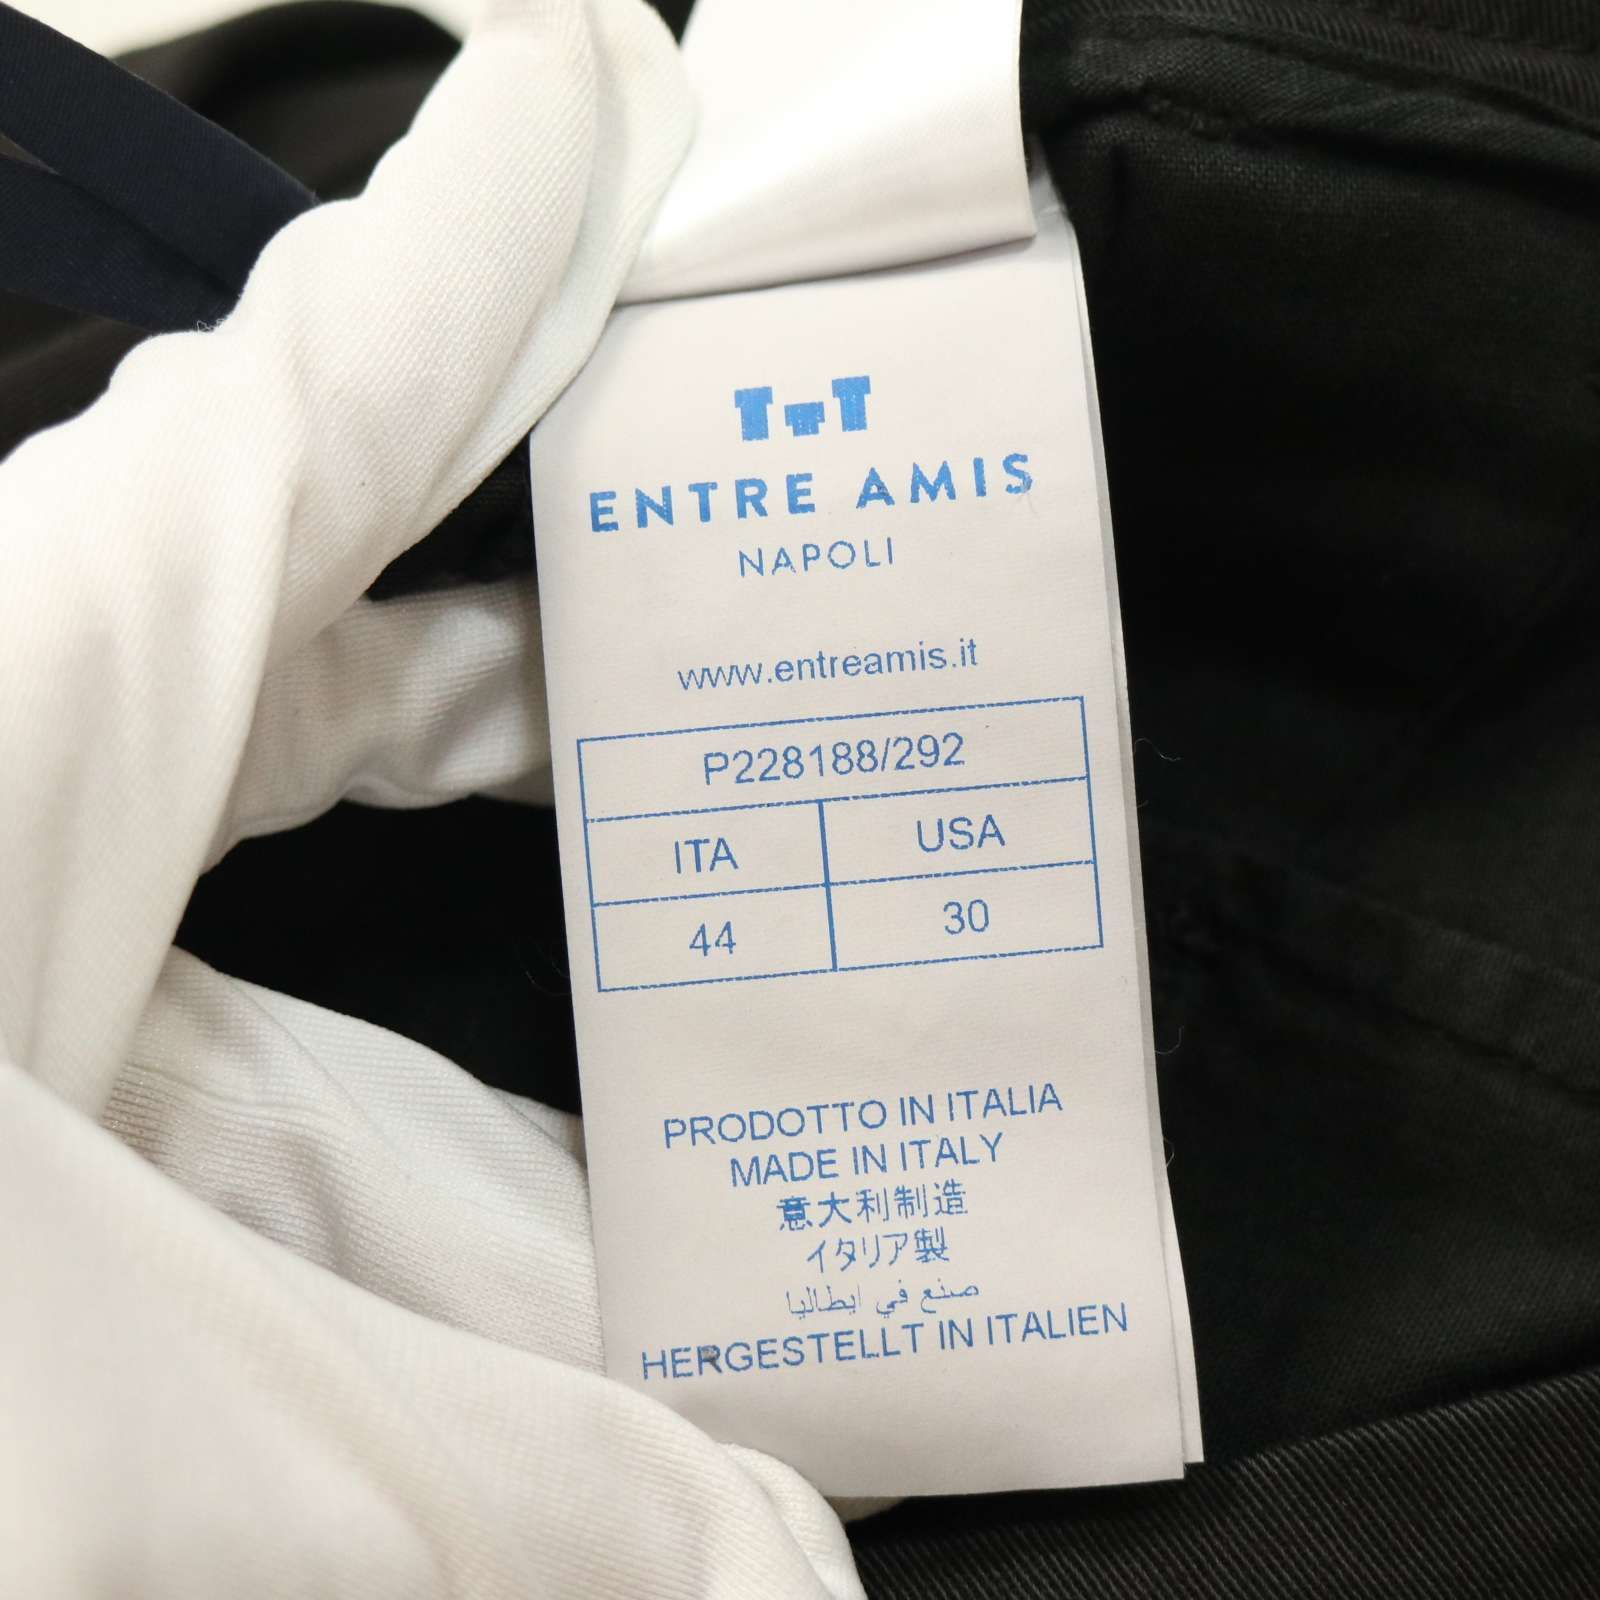 ENTRE AMIS
NAPOLI
www.entreamis.it
P228188/292
ITA USA
44 30
PRODOTTO IN ITALIA
MADE IN ITALY
意大利制造
イタリア製
صنع في ايطاليا
HERGESTELLT IN ITALIEN